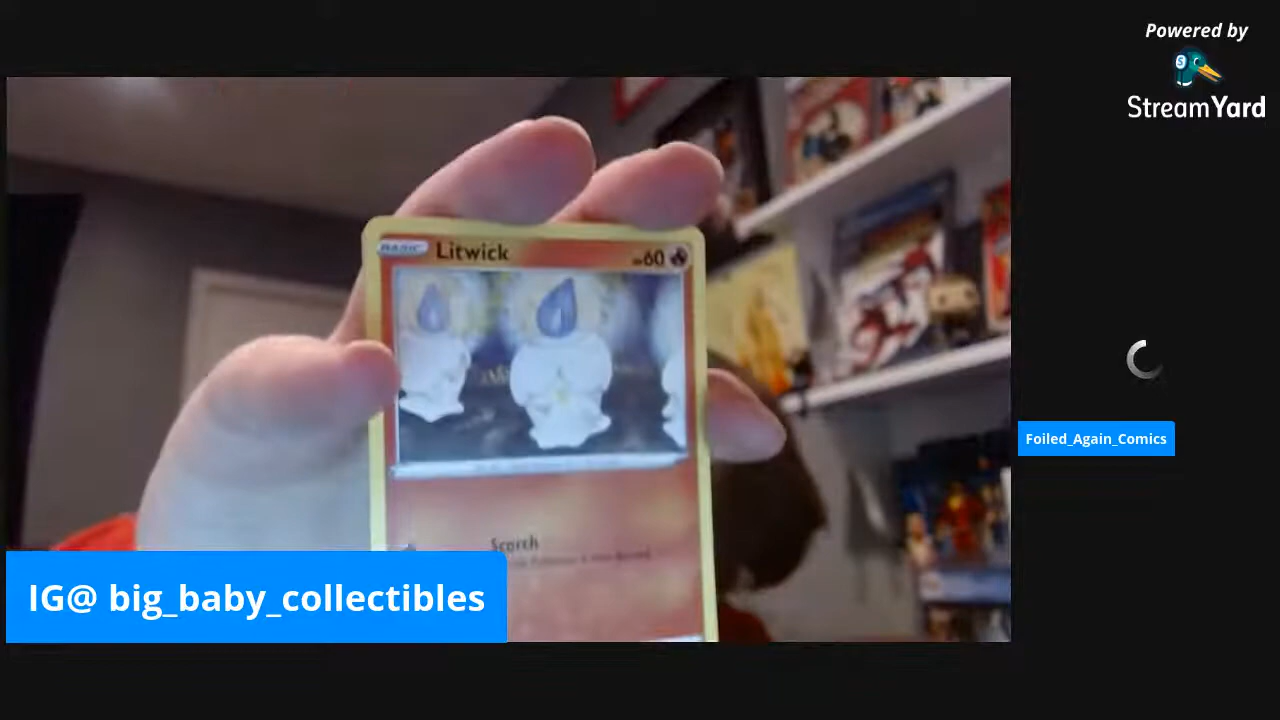 Powered by
StreamYard
BASIC
Litwick
60
Scorch
Foiled_Again_Comics
IG@ big_baby_collectibles